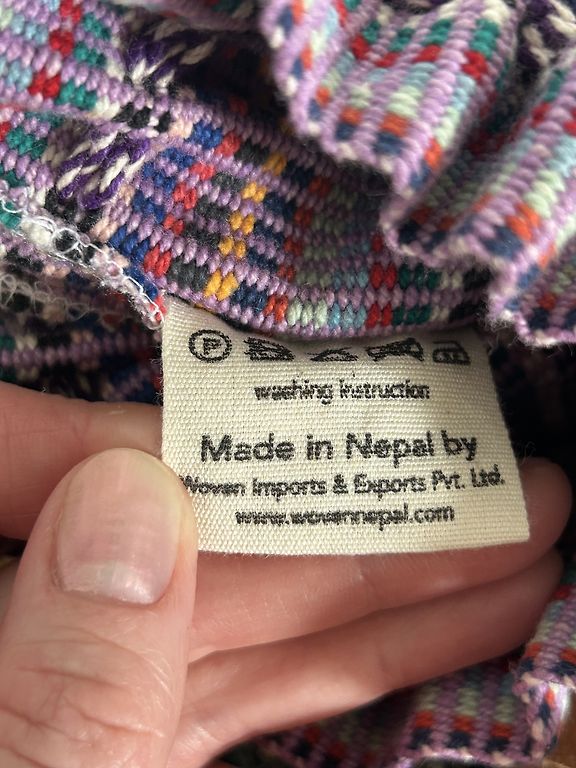 P
washing instruction
Made in Nepal by
Woven Imports & Exports Pvt. Ltd.
www.wovennepal.com